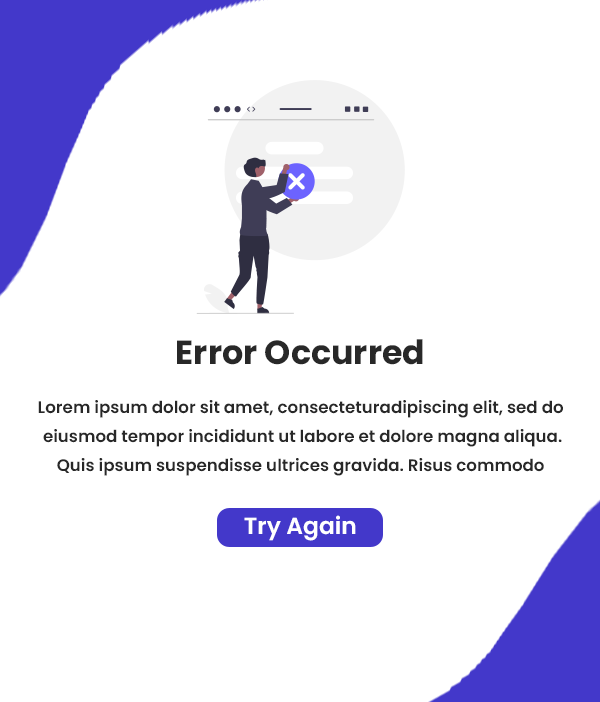 Error Occurred
Lorem ipsum dolor sit amet, consecteturadipiscing elit, sed do
eiusmod tempor incididunt ut labore et dolore magna aliqua.
Quis ipsum suspendisse ultrices gravida. Risus commodo
Try Again